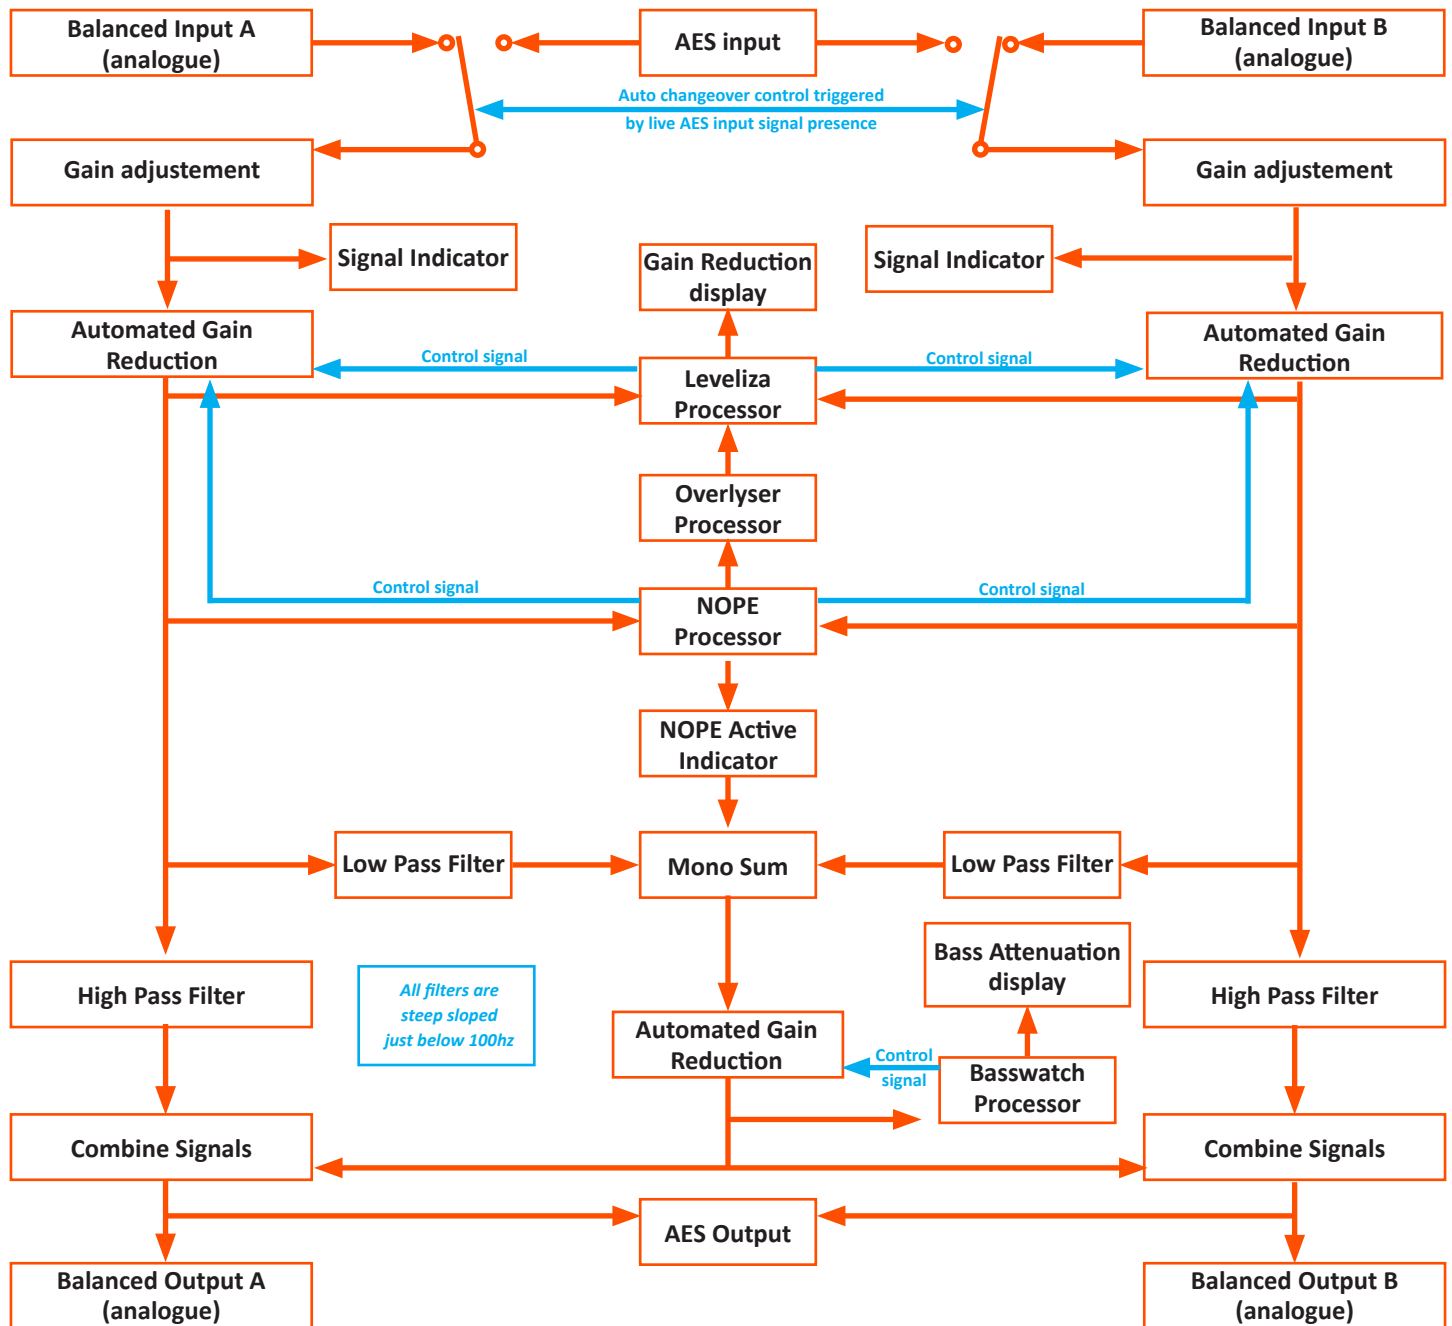 Balanced Input A
(analogue)
AES input
Balanced Input B
(analogue)
Auto changeover control triggered
by live AES input signal presence
Gain adjustement
Gain adjustement
Signal Indicator
Gain Reduction
display
Signal Indicator
Automated Gain
Reduction
Control signal
Leveliza
Processor
Control signal
Automated Gain
Reduction
Overlyser
Processor
Control signal
NOPE
Processor
Control signal
NOPE Active
Indicator
Low Pass Filter
Mono Sum
Low Pass Filter
High Pass Filter
All filters are
steep sloped
just below 100hz
Bass Attenuation
display
High Pass Filter
Automated Gain
Reduction
Control
signal
Basswatch
Processor
Combine Signals
Combine Signals
AES Output
Balanced Output A
(analogue)
Balanced Output B
(analogue)